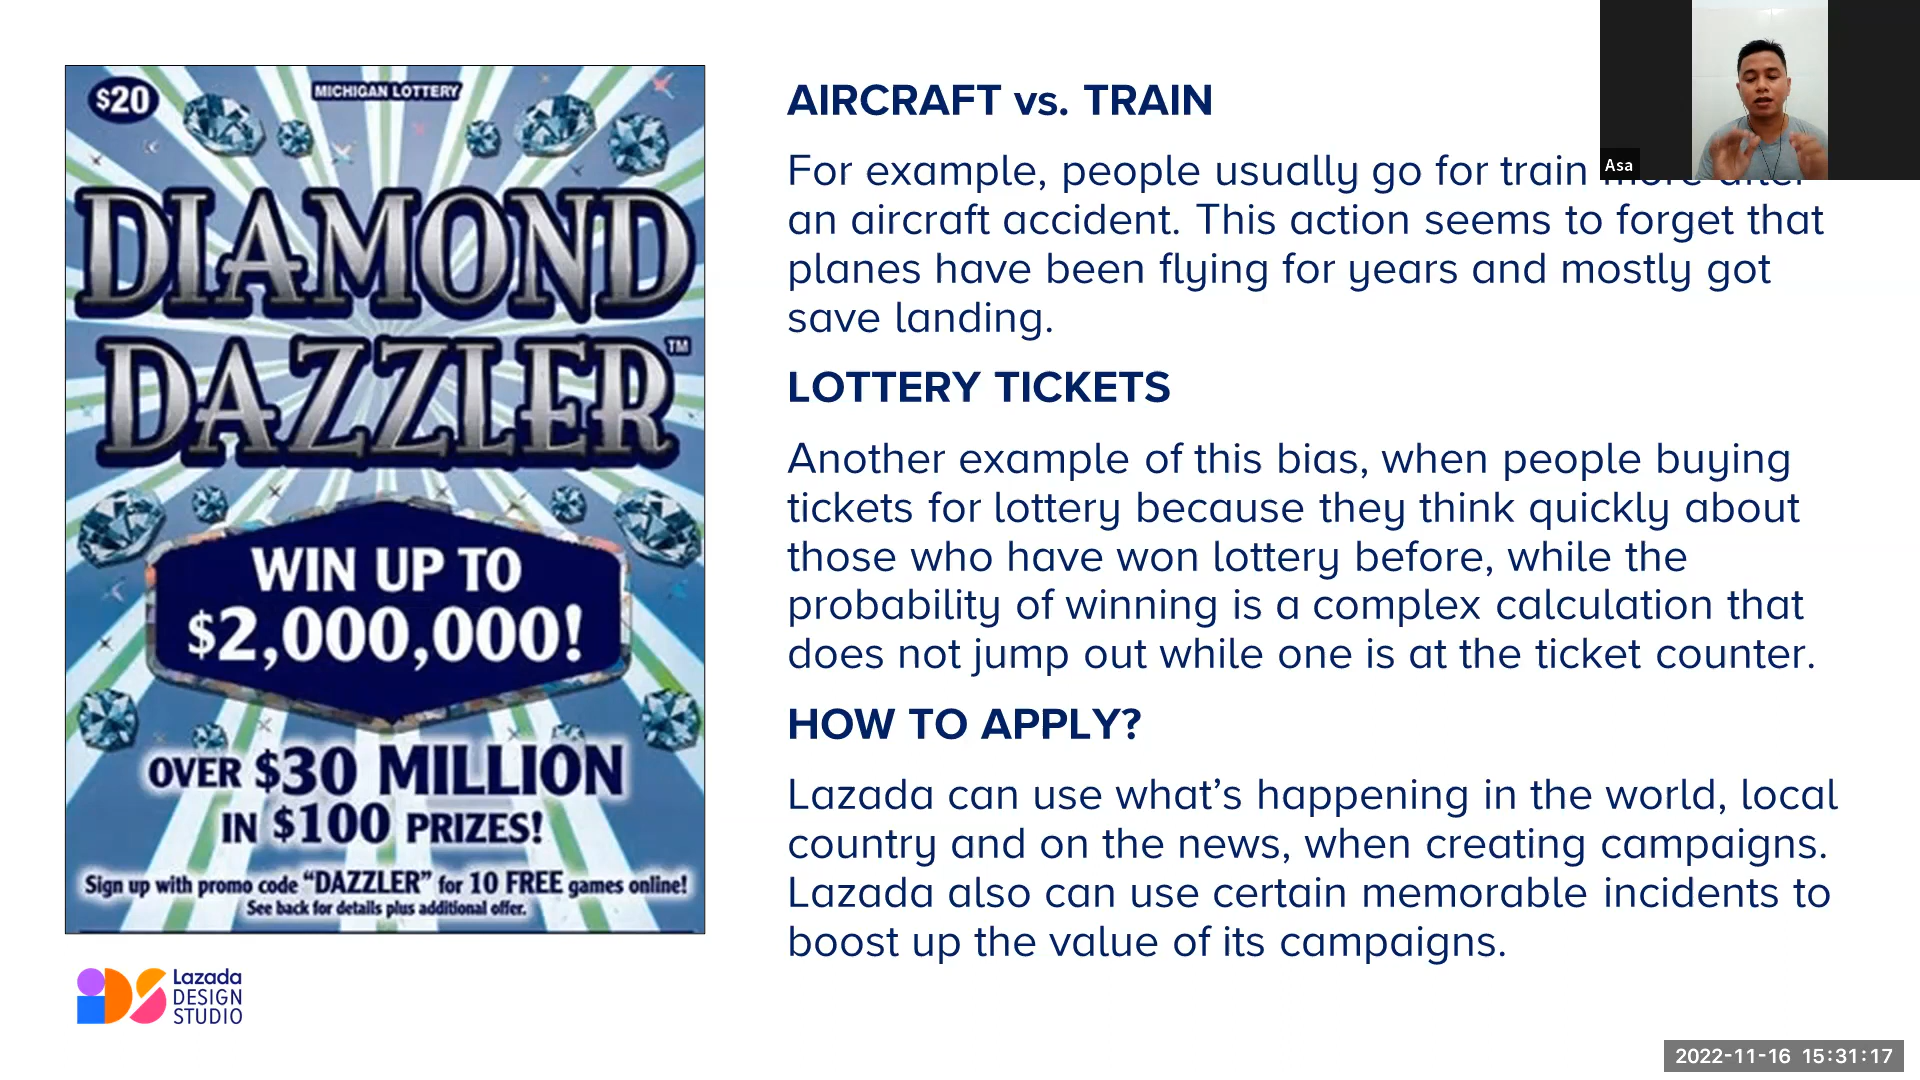 $20
MICHIGAN LOTTERY
DIAMOND
DAZZLER™
WIN UP TO
$2,000,000!
OVER $30 MILLION
IN $100 PRIZES!
Sign up with promo code “DAZZLER” for 10 FREE games online!
See back for details plus additional offer.
Lazada
DESIGN
STUDIO
AIRCRAFT vs. TRAIN
For example, people usually go for train
an aircraft accident. This action seems to forget that
planes have been flying for years and mostly got
save landing.
LOTTERY TICKETS
Another example of this bias, when people buying
tickets for lottery because they think quickly about
those who have won lottery before, while the
probability of winning is a complex calculation that
does not jump out while one is at the ticket counter.
HOW TO APPLY?
Lazada can use what’s happening in the world, local
country and on the news, when creating campaigns.
Lazada also can use certain memorable incidents to
boost up the value of its campaigns.
Asa
2022-11-16 15:31:17